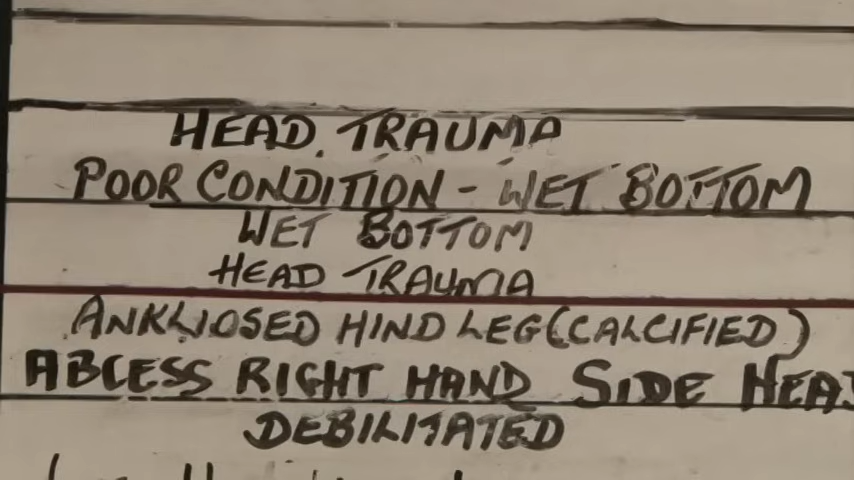 HEAD TRAUMA
POOR CONDITION - WET BOTTOM
WET BOTTOM
HEAD TRAUMA
ANKLIOSED HIND LEG (CALCIFIED)
ABCESS RIGHT HAND SIDE
DEBILITATED